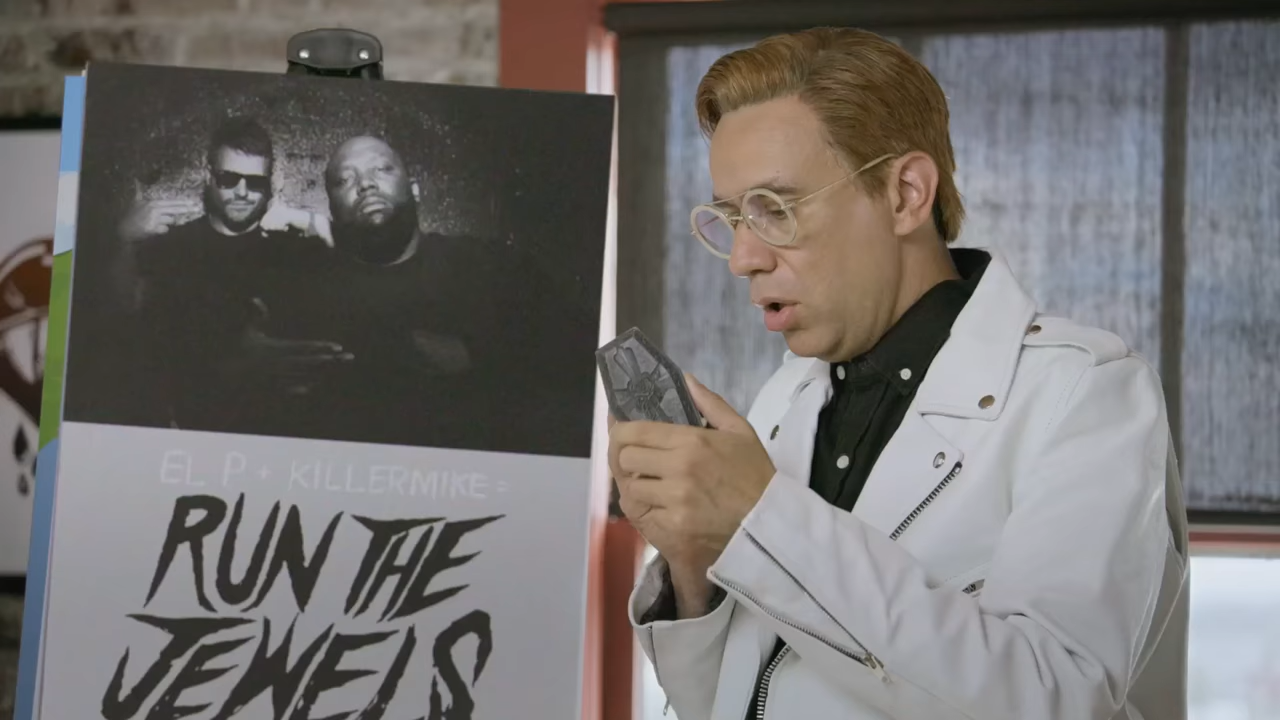 EL P + KILLERMIKE =
RUN THE
JEWELS